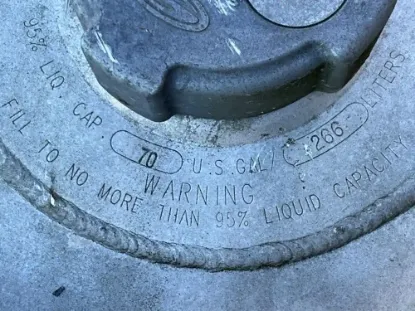 95% LIQ. CAP. 70 U.S. GAL/ 266 LITERS
WARNING
FILL TO NO MORE THAN 95% LIQUID CAPACITY